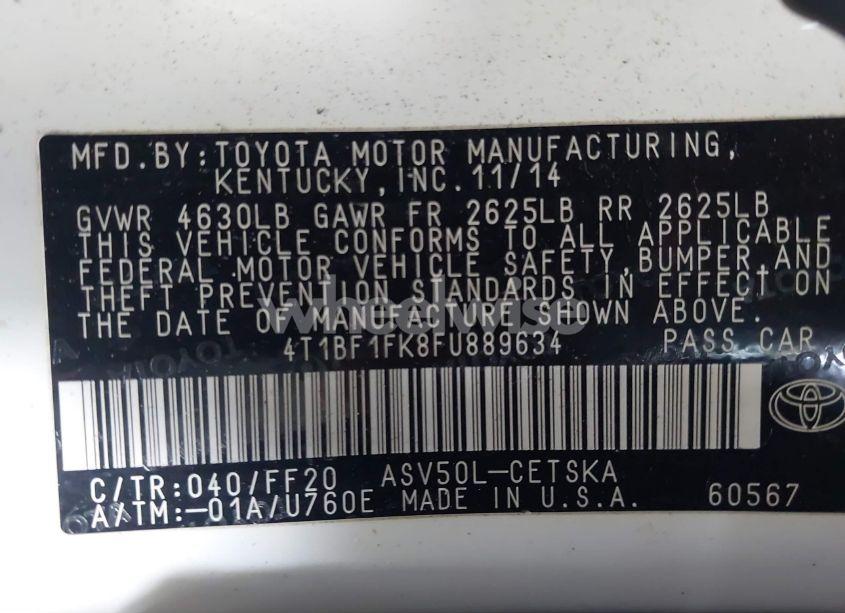 MFD.BY:TOYOTA MOTOR MANUFACTURING,
KENTUCKY,INC.11/14
GVWR 4630LB GAWR FR 2625LB RR 2625LB
THIS VEHICLE CONFORMS TO ALL APPLICABLE
FEDERAL MOTOR VEHICLE SAFETY,BUMPER,AND
THEFT PREVENTION STANDARDS IN EFFECT ON
THE DATE OF MANUFACTURE SHOWN ABOVE.
wheelwise
4T1BF1FK8FU889634 PASS CAR
C/TR:040/FF20 ASV50L-CETSKA
A/TM:-01A/U760E MADE IN U.S.A. 60567